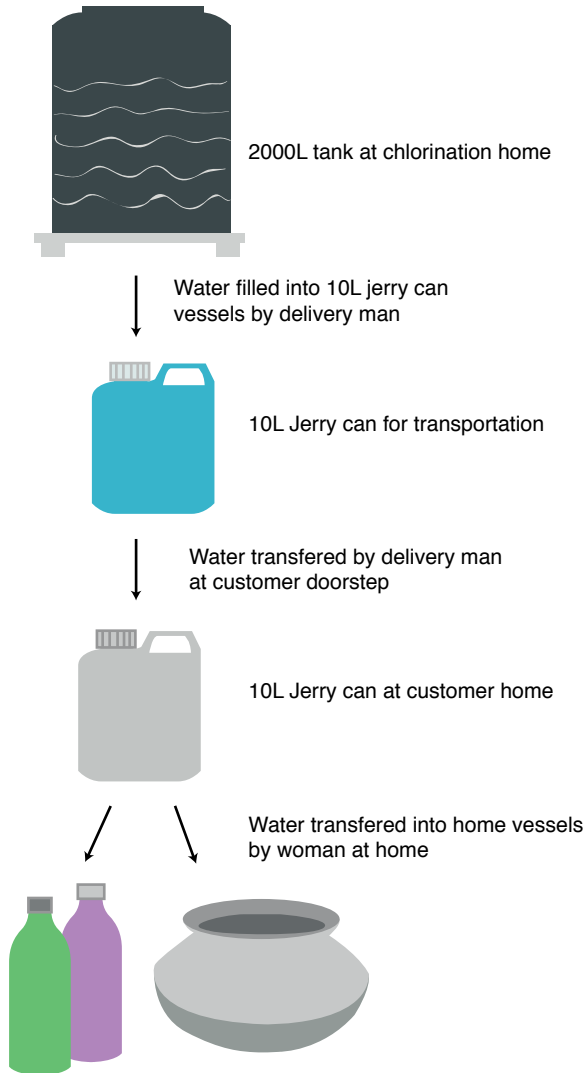 2000L tank at chlorination home
Water filled into 10L jerry can
vessels by delivery man
10L Jerry can for transportation
Water transfered by delivery man
at customer doorstep
10L Jerry can at customer home
Water transfered into home vessels
by woman at home